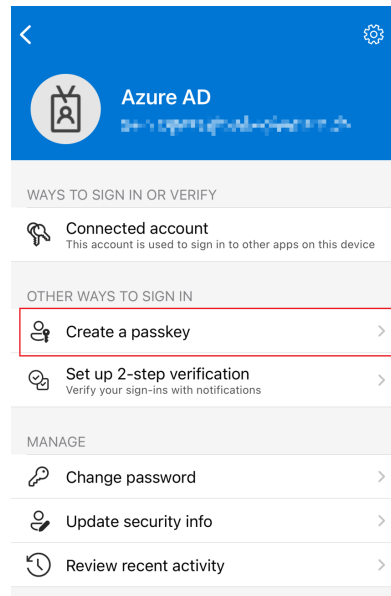 Azure AD
WAYS TO SIGN IN OR VERIFY
Connected account
This account is used to sign in to other apps on this device
OTHER WAYS TO SIGN IN
Create a passkey
Set up 2-step verification
Verify your sign-ins with notifications
MANAGE
Change password
Update security info
Review recent activity